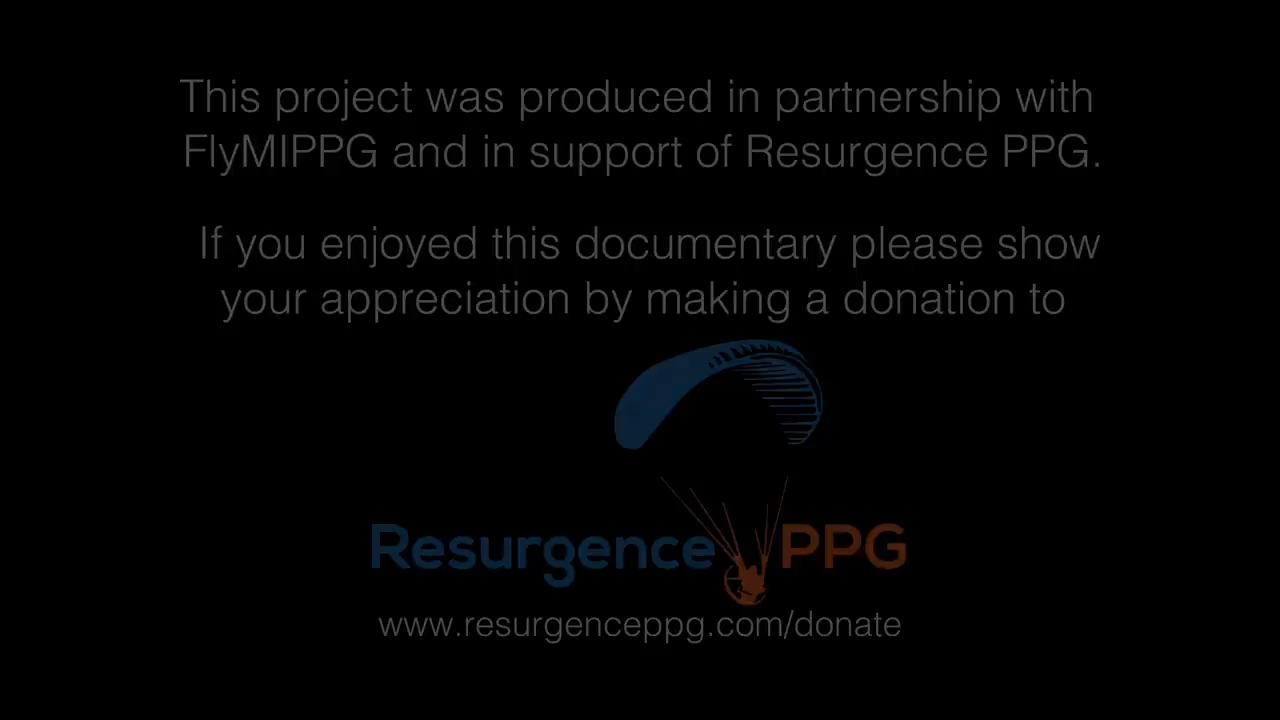 This project was produced in partnership with
FlyMIPPG and in support of Resurgence PPG.
If you enjoyed this documentary please show
your appreciation by making a donation to
Resurgence PPG
www.resurgenceppg.com/donate